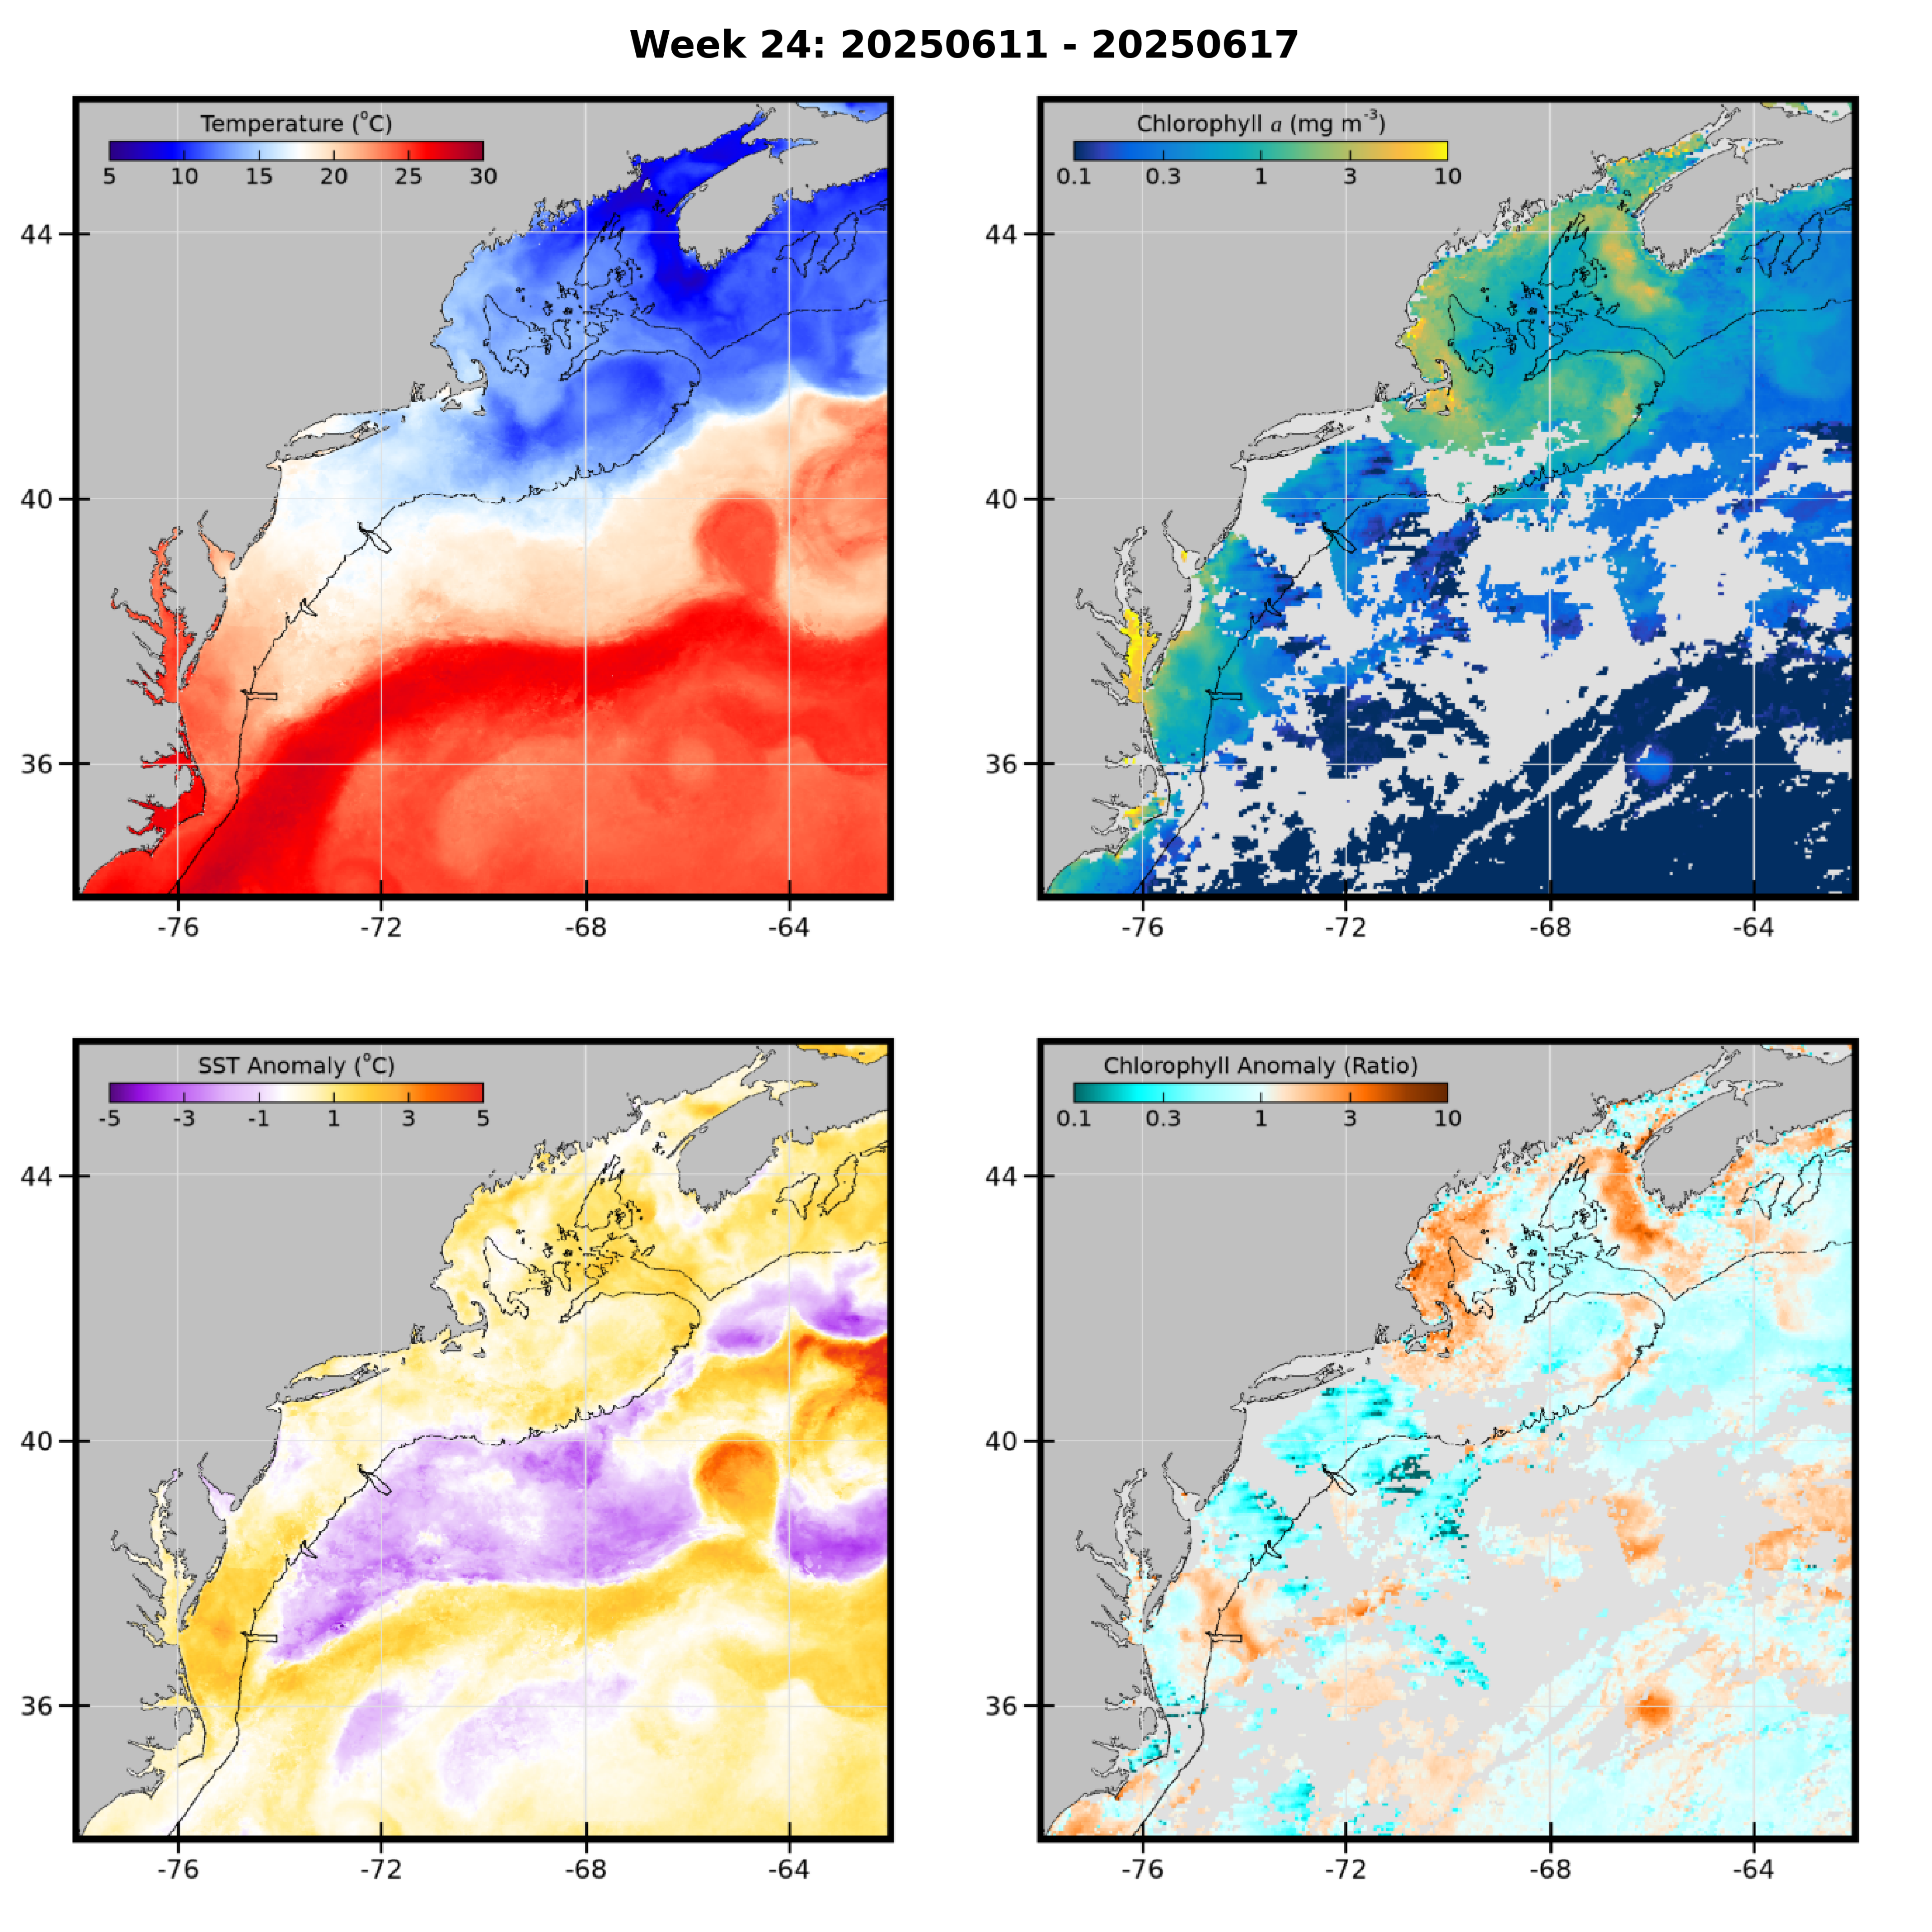 Week 24: 20250611 - 20250617
Temperature (°C)
5 10 15 20 25 30
44
40
36
-76 -72 -68 -64
Chlorophyll a (mg m⁻³)
0.1 0.3 1 3 10
44
40
36
-76 -72 -68 -64
SST Anomaly (°C)
-5 -3 -1 1 3 5
44
40
36
-76 -72 -68 -64
Chlorophyll Anomaly (Ratio)
0.1 0.3 1 3 10
44
40
36
-76 -72 -68 -64